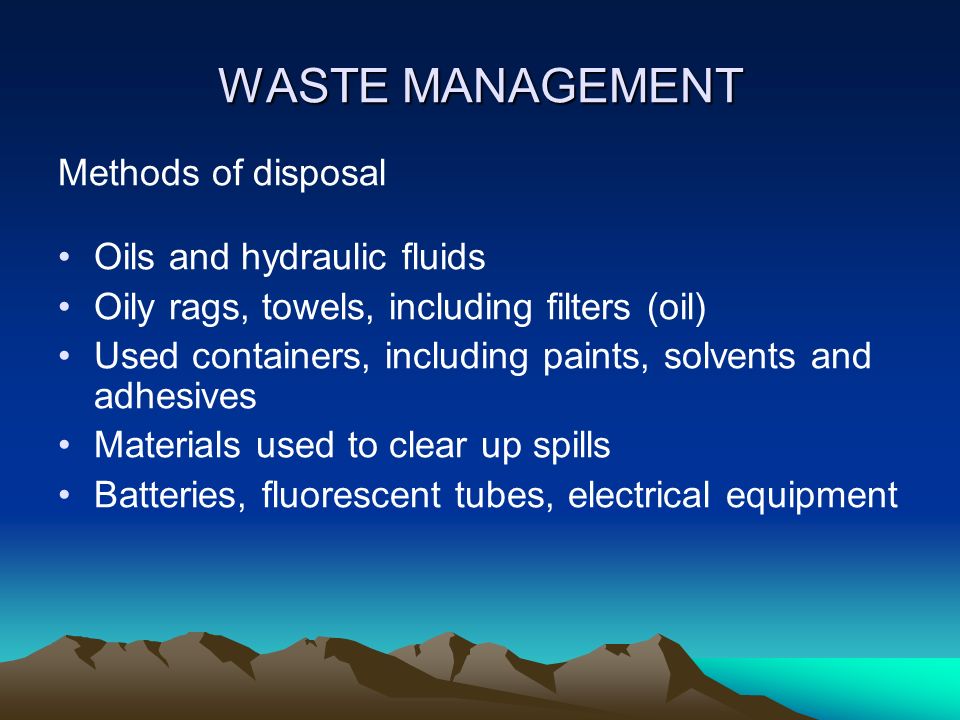 WASTE MANAGEMENT
Methods of disposal
• Oils and hydraulic fluids
• Oily rags, towels, including filters (oil)
• Used containers, including paints, solvents and
adhesives
• Materials used to clear up spills
• Batteries, fluorescent tubes, electrical equipment